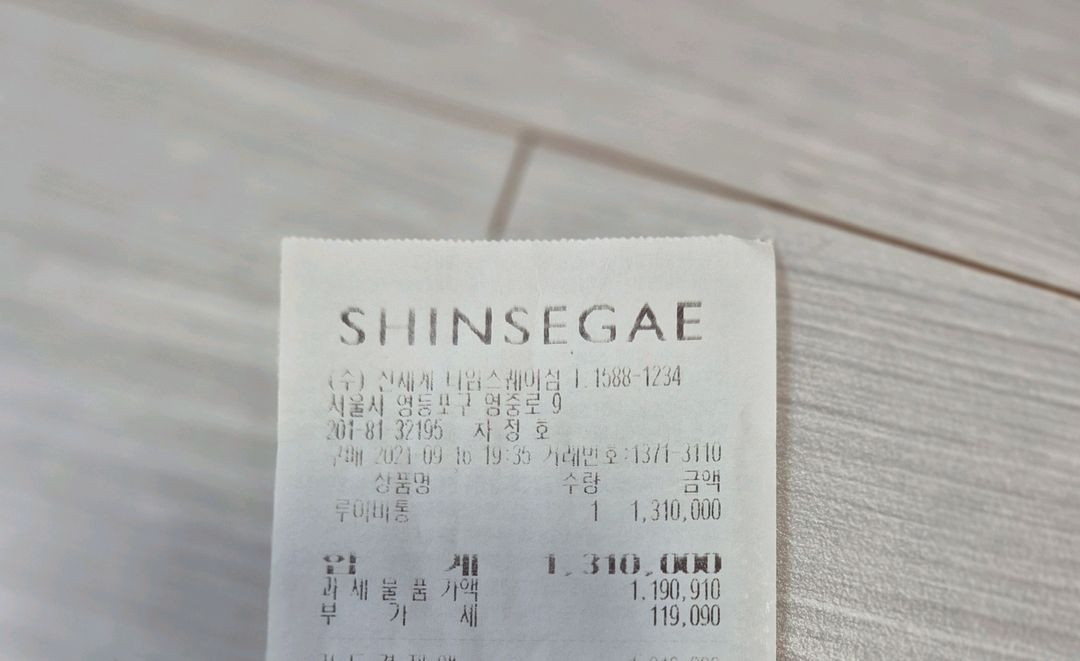 SHINSEGAE
(주) 신세계 타임스퀘어점 T.1588-1234
서울시 영등포구 영중로 9
201-81-32195 차 정 호
구매 2021-09-16 19:35 거래번호:1371-3110
상품명 수량 금액
루이비통 1 1,310,000
합 계 1,310,000
과 세 물 품 가액 1,190,910
부 가 세 119,090